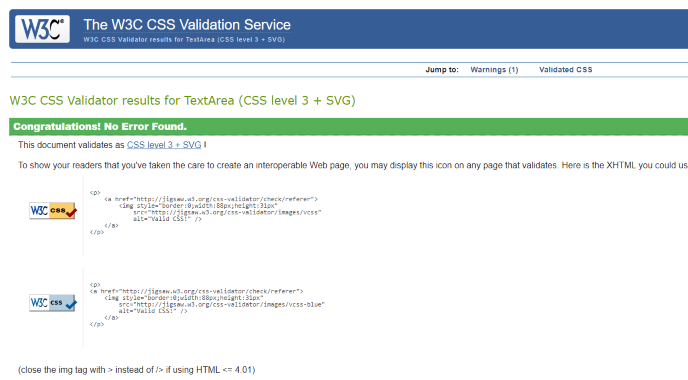 W3C® The W3C CSS Validation Service
W3C CSS Validator results for TextArea (CSS level 3 + SVG)
Jump to: Warnings (1) Validated CSS
W3C CSS Validator results for TextArea (CSS level 3 + SVG)
Congratulations! No Error Found.
This document validates as CSS level 3 + SVG !
To show your readers that you've taken the care to create an interoperable Web page, you may display this icon on any page that validates. Here is the XHTML you could us
W3C css
<p>
<a href="http://jigsaw.w3.org/css-validator/check/referer">
<img style="border:0;width:88px;height:31px"
src="http://jigsaw.w3.org/css-validator/images/vcss"
alt="Valid CSS!" />
</a>
</p>
W3C css
<p>
<a href="http://jigsaw.w3.org/css-validator/check/referer">
<img style="border:0;width:88px;height:31px"
src="http://jigsaw.w3.org/css-validator/images/vcss-blue"
alt="Valid CSS!" />
</a>
</p>
(close the img tag with > instead of /> if using HTML <= 4.01)